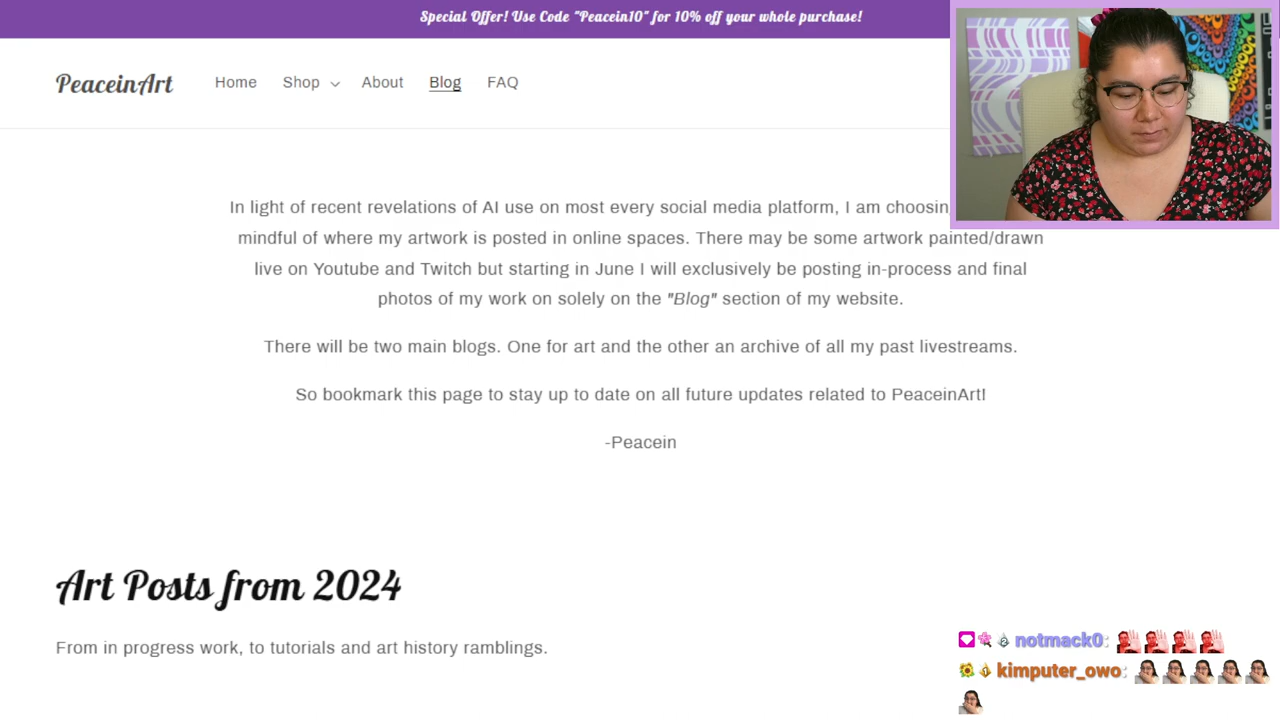 Special Offer! Use Code "Peacein10" for 10% off your whole purchase!
PeaceinArt Home Shop About Blog FAQ
In light of recent revelations of AI use on most every social media platform, I am choosin
mindful of where my artwork is posted in online spaces. There may be some artwork painted/drawn
live on Youtube and Twitch but starting in June I will exclusively be posting in-process and final
photos of my work on solely on the "Blog" section of my website.
There will be two main blogs. One for art and the other an archive of all my past livestreams.
So bookmark this page to stay up to date on all future updates related to PeaceinArt!
-Peacein
Art Posts from 2024
From in progress work, to tutorials and art history ramblings.
notmack0:
kimputer_owo: